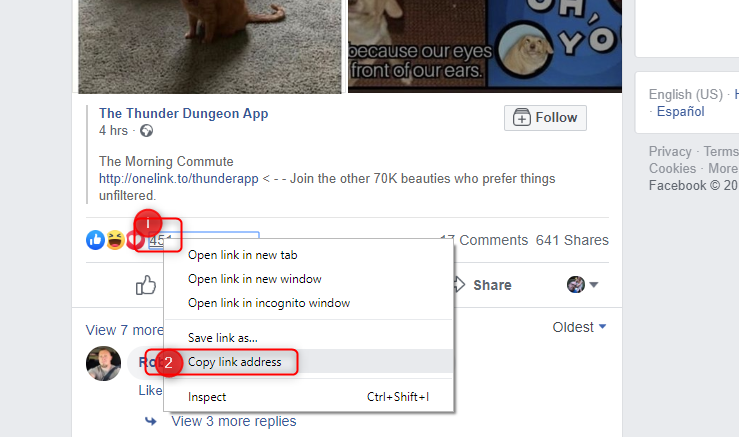 OH,
YO
because our eyes
front of our ears.
The Thunder Dungeon App
4 hrs ·
Follow
The Morning Commute
http://onelink.to/thunderapp < - - Join the other 70K beauties who prefer things
unfiltered.
1
451
17 Comments 641 Shares
Share
Open link in new tab
Open link in new window
Open link in incognito window
Save link as...
2
Copy link address
Inspect Ctrl+Shift+I
View 7 more
Oldest
Like
View 3 more replies
English (US) ·
· Español
Privacy · Terms
Cookies · More
Facebook © 20